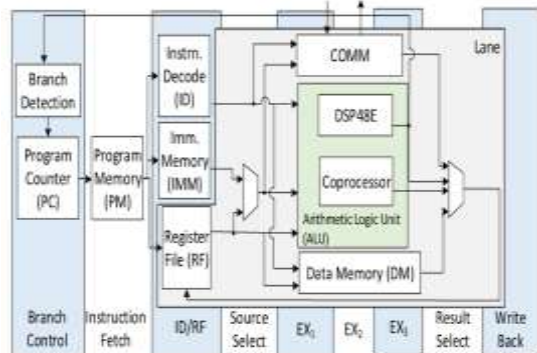 Lane
COMM
Instrn.
Decode
(ID)
Branch
Detection
DSP48E
Imm.
Memory
(IMM)
Program
Counter
(PC)
Program
Memory
(PM)
Coprocessor
Arithmetic Logic Unit
(ALU)
Register
File (RF)
Data Memory (DM)
Branch
Control
Instruction
Fetch
ID/RF
Source
Select
EX₁
EX₂
EX₃
Result
Select
Write
Back